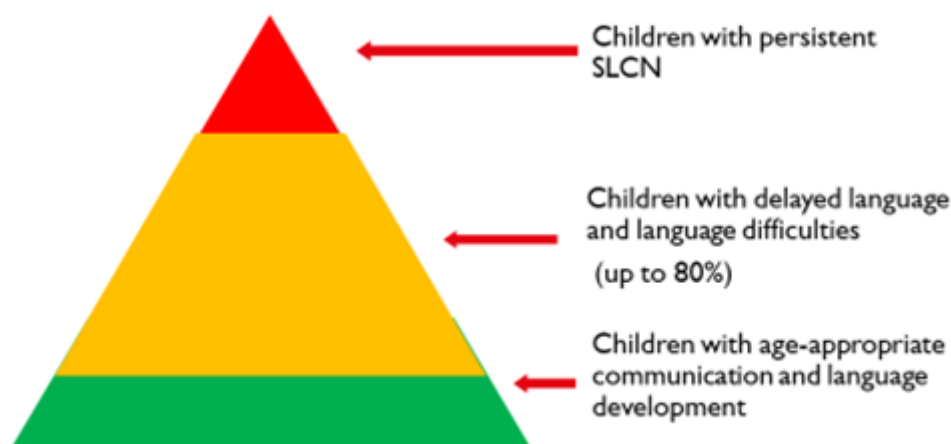 Children with persistent
SLCN
Children with delayed language
and language difficulties
(up to 80%)
Children with age-appropriate
communication and language
development